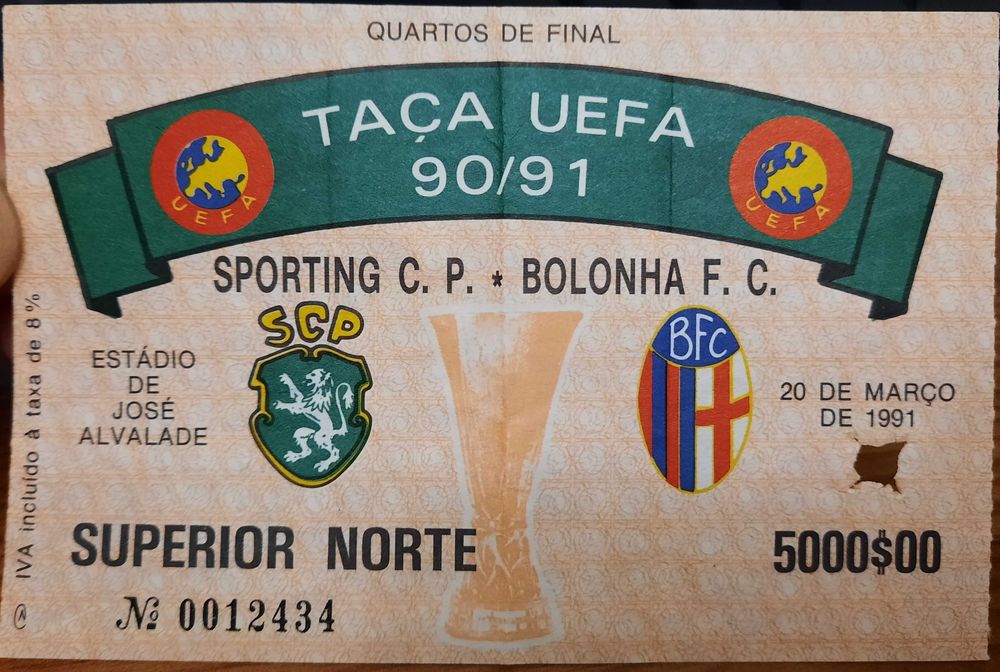 QUARTOS DE FINAL
TAÇA UEFA
90/91
UEFA
UEFA
SPORTING C. P. * BOLONHA F. C.
SCP
BFC
ESTÁDIO
DE
JOSÉ
ALVALADE
20 DE MARÇO
DE 1991
IVA incluído à taxa de 8%
SUPERIOR NORTE
5000$00
№ 0012434